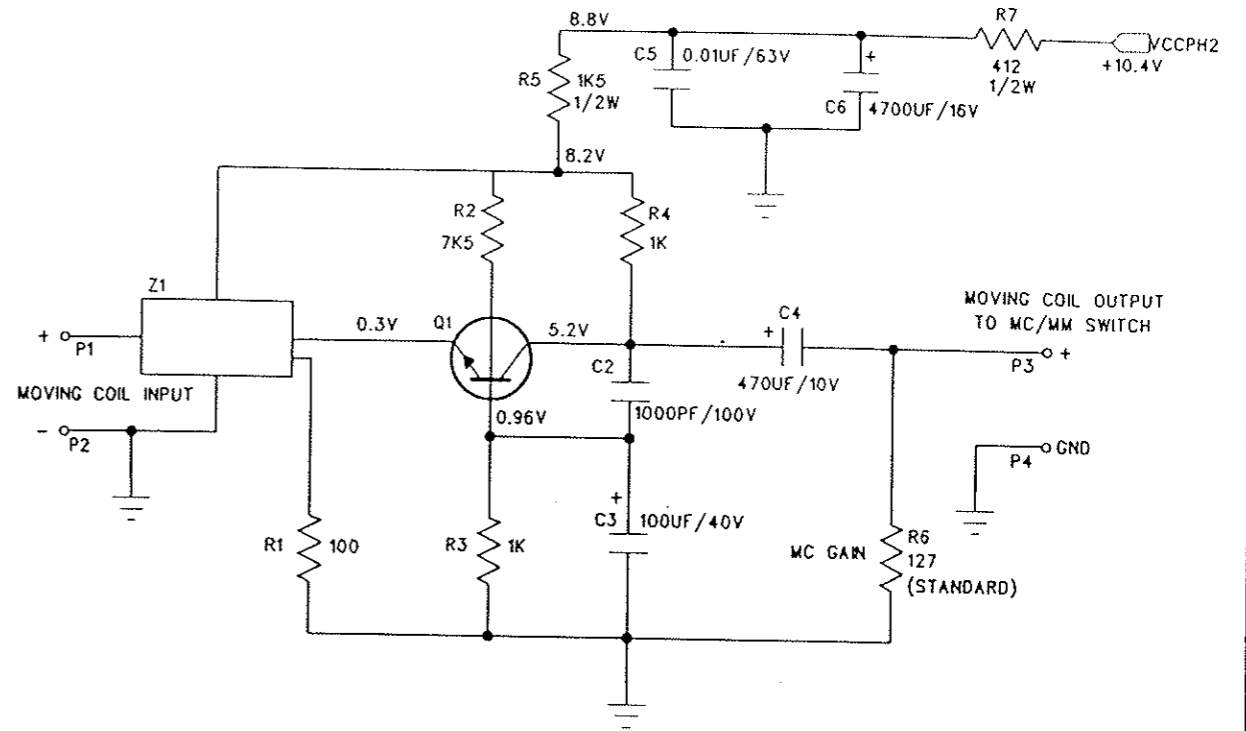 8.8V
R7
C5
0.01UF/63V
+
VCCPH2
+10.4V
412
1/2W
R5
1K5
1/2W
C6
4700UF/16V
8.2V
R2
7K5
R4
1K
Z1
MOVING COIL OUTPUT
TO MC/MM SWITCH
+
P1
0.3V
Q1
5.2V
C4
+
470UF/10V
P3
+
C2
1000PF/100V
MOVING COIL INPUT
-
P2
0.96V
GND
P4
+
C3
100UF/40V
R1
100
R3
1K
MC GAIN
R6
127
(STANDARD)